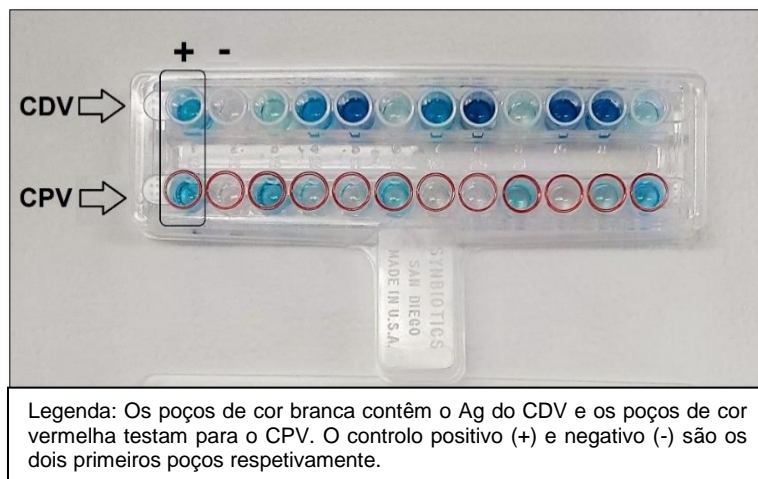 + -
CDV
CPV
SYNBIOTICS
SAN DIEGO
MADE IN U.S.A.
Legenda: Os poços de cor branca contêm o Ag do CDV e os poços de cor
vermelha testam para o CPV. O controlo positivo (+) e negativo (-) são os
dois primeiros poços respetivamente.